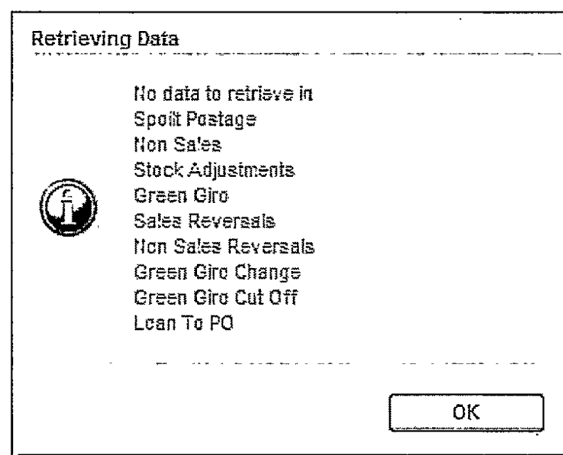 Retrieving Data
No data to retrieve in
Spoilt Postage
Non Sales
Stock Adjustments
Green Giro
Sales Reversals
Non Sales Reversals
Green Giro Change
Green Giro Cut Off
Loan To PO
OK